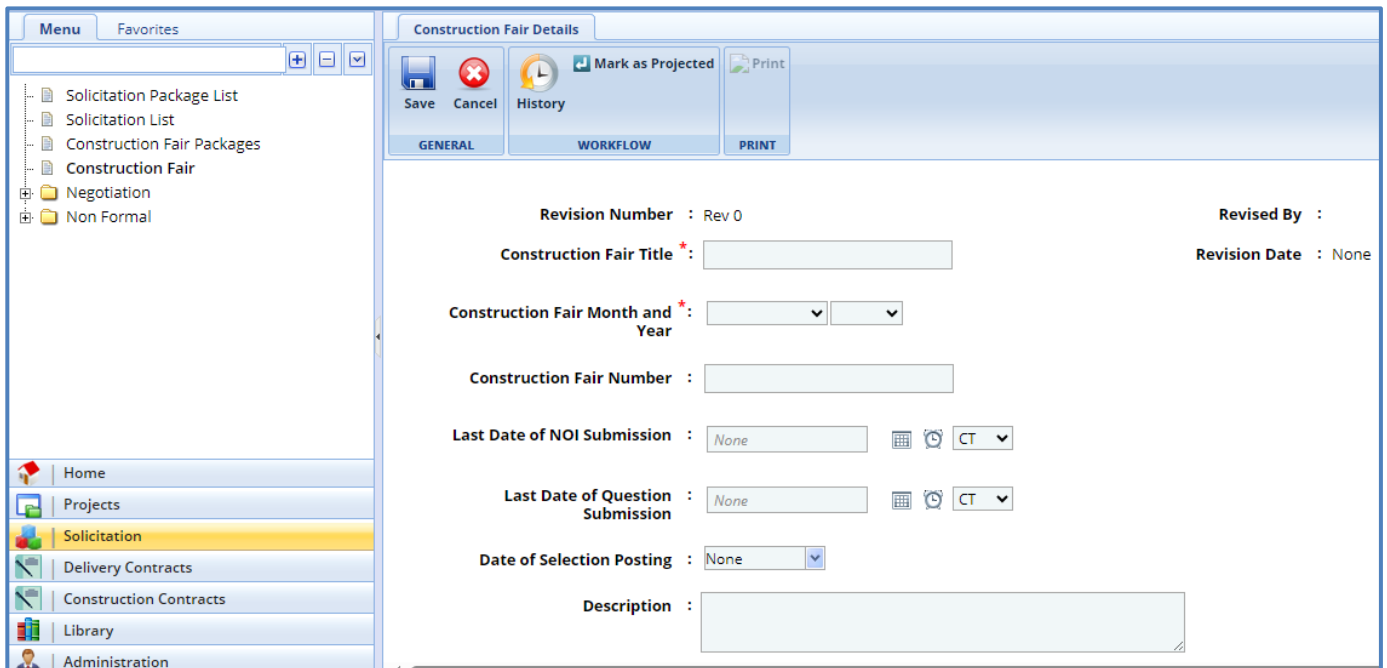 Menu
Favorites
Solicitation Package List
Solicitation List
Construction Fair Packages
Construction Fair
Negotiation
Non Formal
Home
Projects
Solicitation
Delivery Contracts
Construction Contracts
Library
Administration
Construction Fair Details
Save
Cancel
History
Mark as Projected
Print
GENERAL
WORKFLOW
PRINT
Revision Number : Rev 0
Revised By :
Construction Fair Title *:
Revision Date : None
Construction Fair Month and *:
Year
Construction Fair Number :
Last Date of NOI Submission : None CT
Last Date of Question : None CT
Submission
Date of Selection Posting : None
Description :